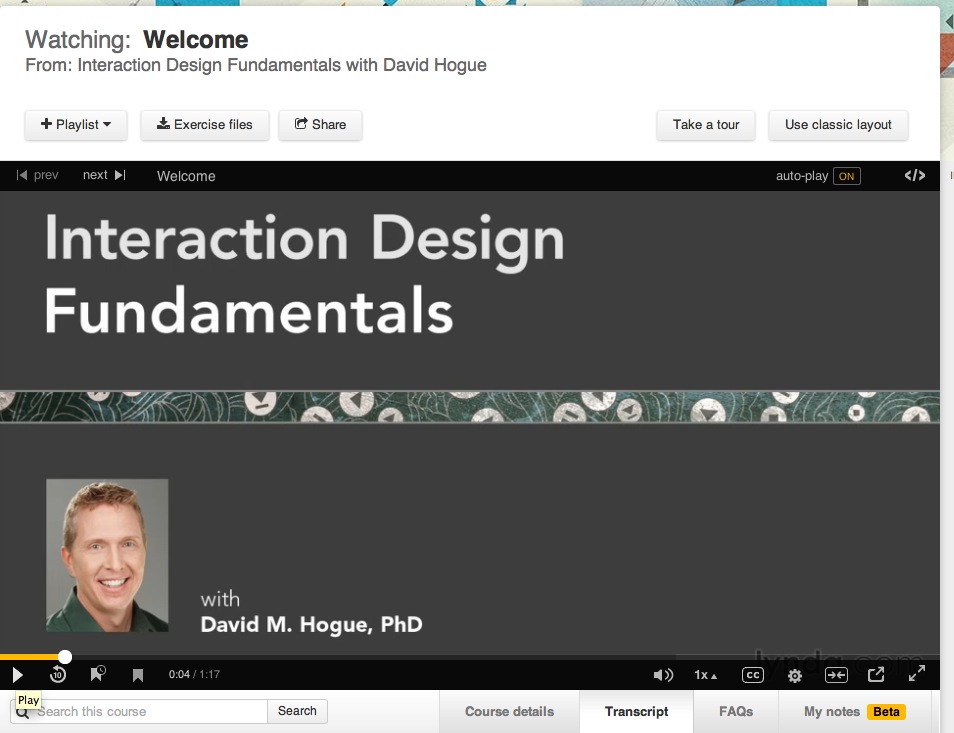 Watching: Welcome
From: Interaction Design Fundamentals with David Hogue
Playlist
Exercise files
Share
Take a tour
Use classic layout
prev
next
Welcome
auto-play ON
</>
Interaction Design
Fundamentals
with
David M. Hogue, PhD
lynda.com
10
0:04 / 1:17
1x
CC
Play
Search this course
Search
Course details
Transcript
FAQs
My notes Beta